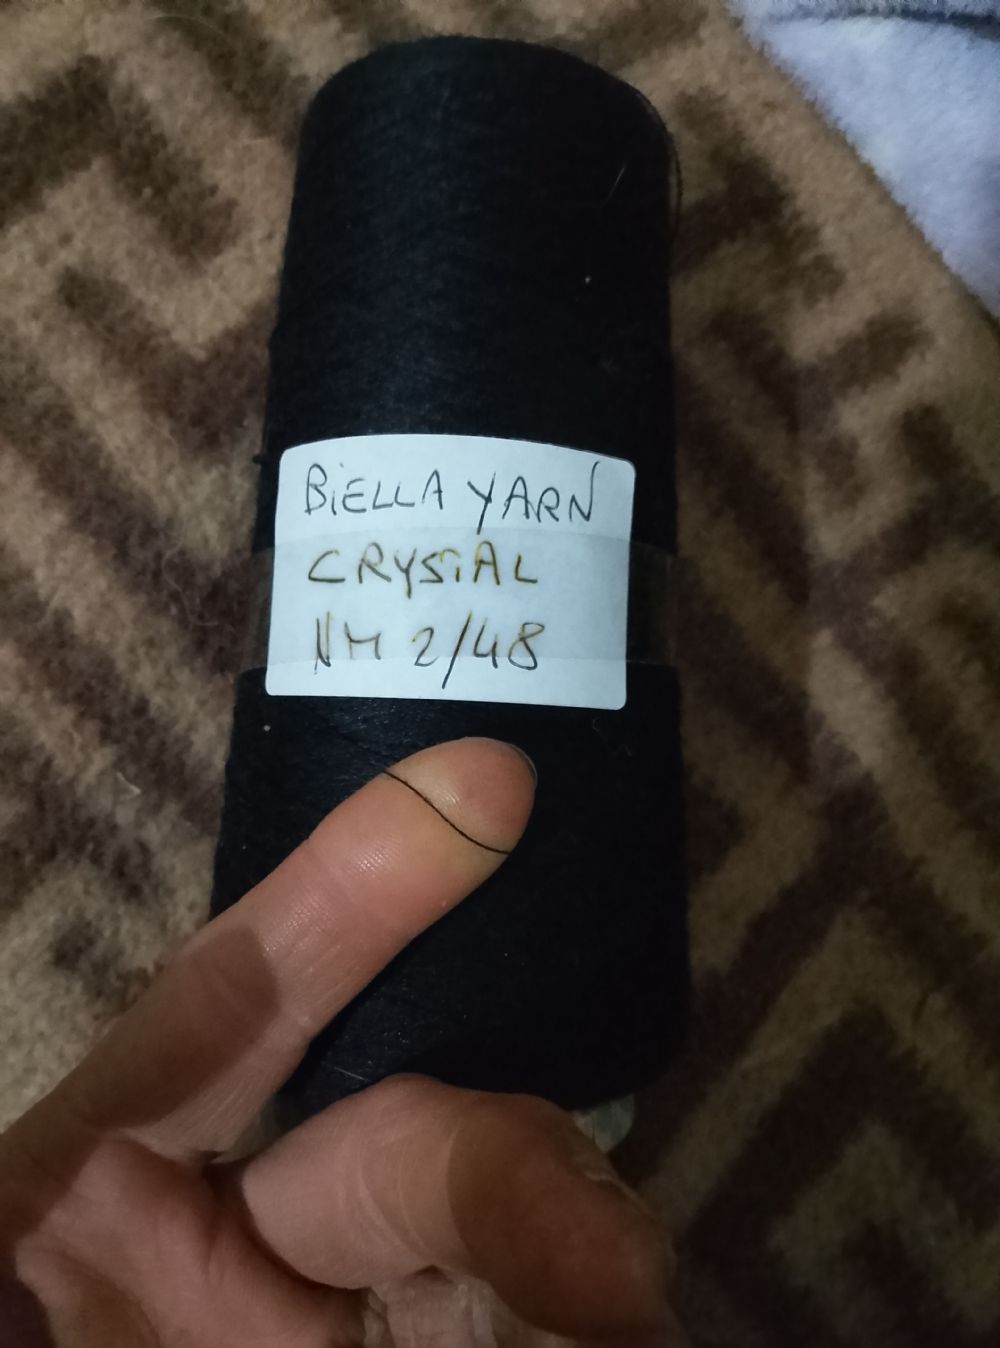 BiELLA YARN
CRYSTAL
NM 2/48